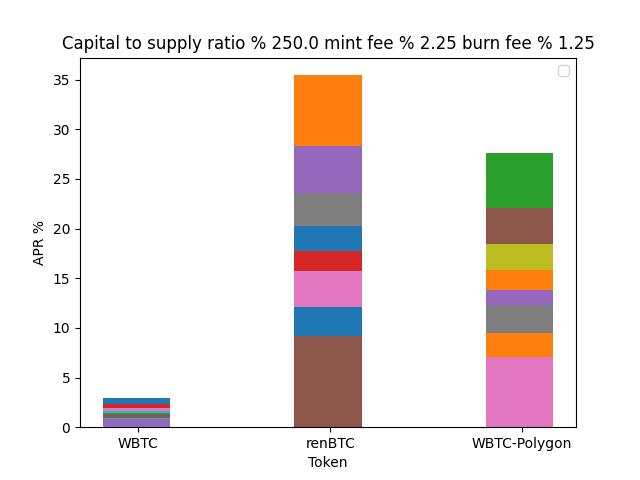 Capital to supply ratio % 250.0 mint fee % 2.25 burn fee % 1.25
35
30
25
20
15
10
5
0
APR %
WBTC renBTC WBTC-Polygon
Token